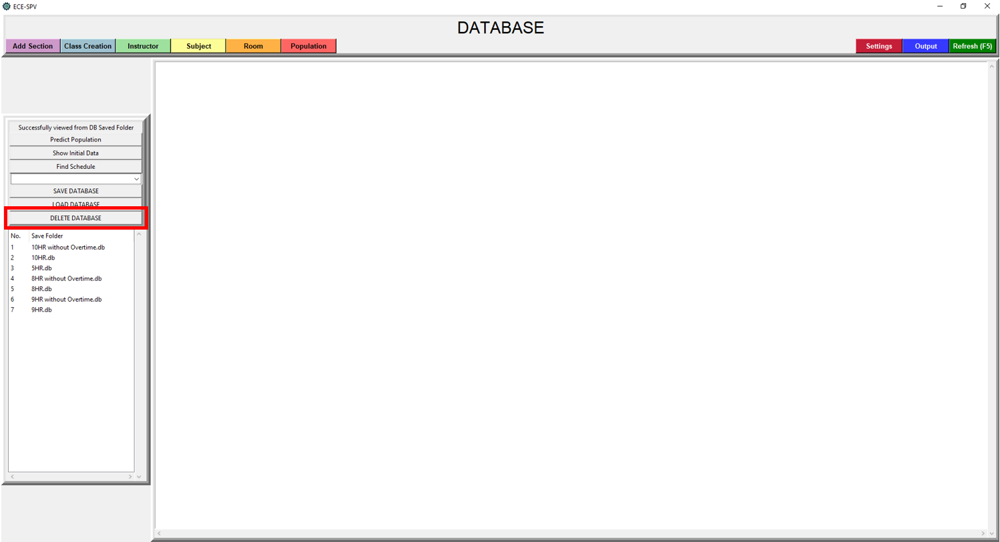 ECE-SPV
DATABASE
Add Section Class Creation Instructor Subject Room Population Settings Output Refresh (F5)
Successfully viewed from DB Saved Folder
Predict Population
Show Initial Data
Find Schedule
SAVE DATABASE
LOAD DATABASE
DELETE DATABASE
No. Save Folder
1 10HR without Overtime.db
2 10HR.db
3 5HR.db
4 8HR without Overtime.db
5 8HR.db
6 9HR without Overtime.db
7 9HR.db